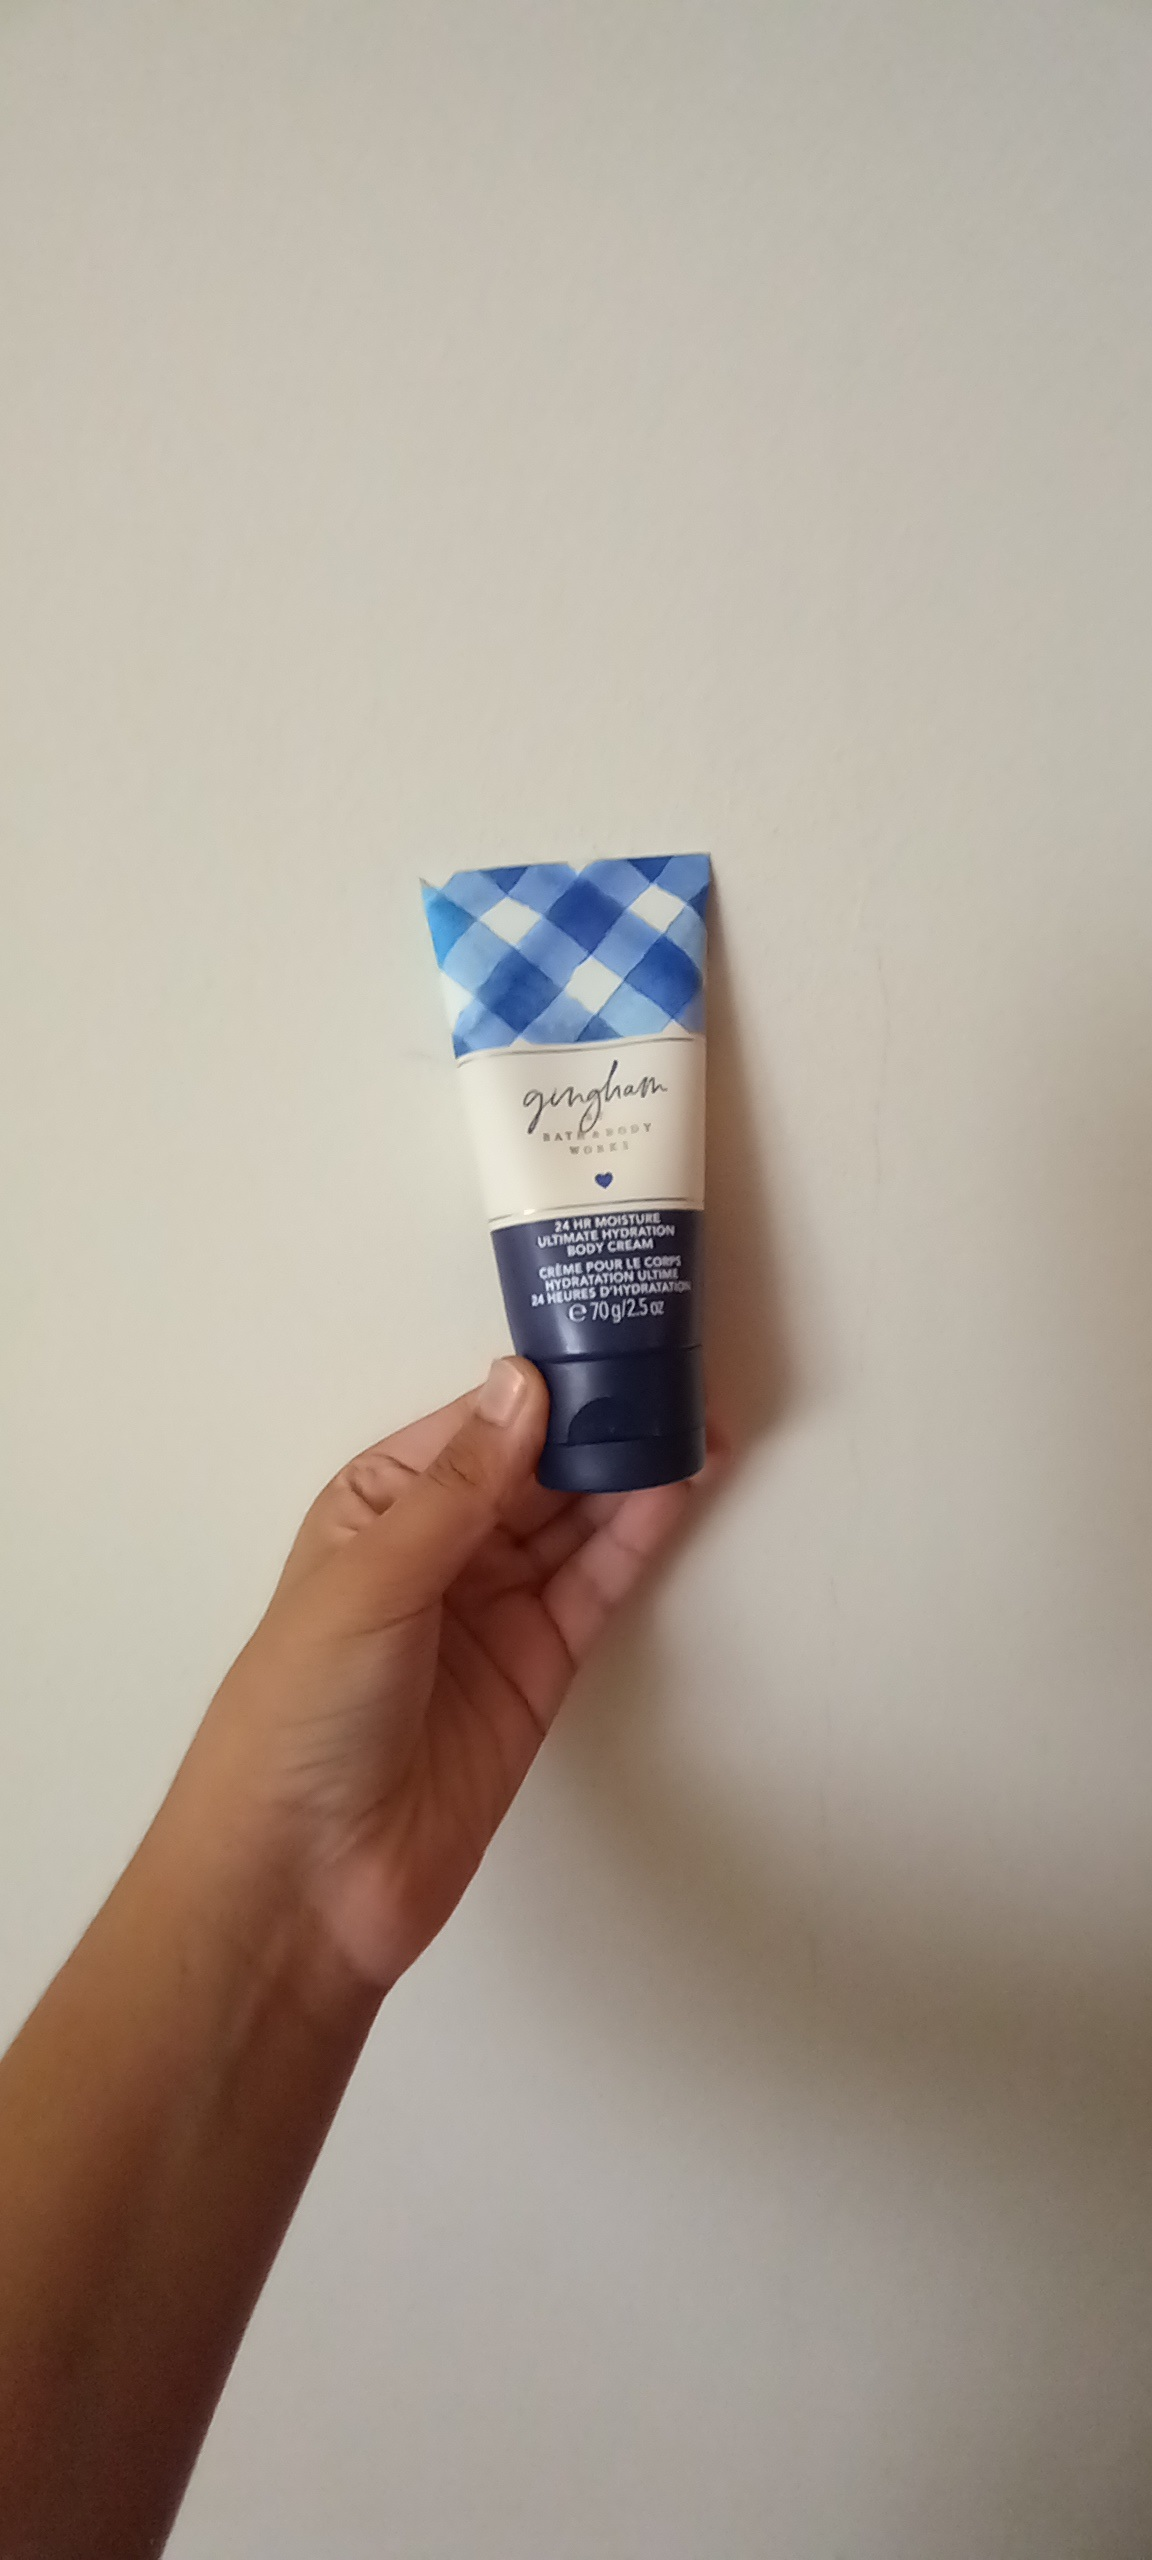 gingham
BATH & BODY
WORKS
24 HR MOISTURE
ULTIMATE HYDRATION
BODY CREAM
CRÈME POUR LE CORPS
HYDRATATION ULTIME
24 HEURES D'HYDRATATION
℮ 70 g/2.5 oz